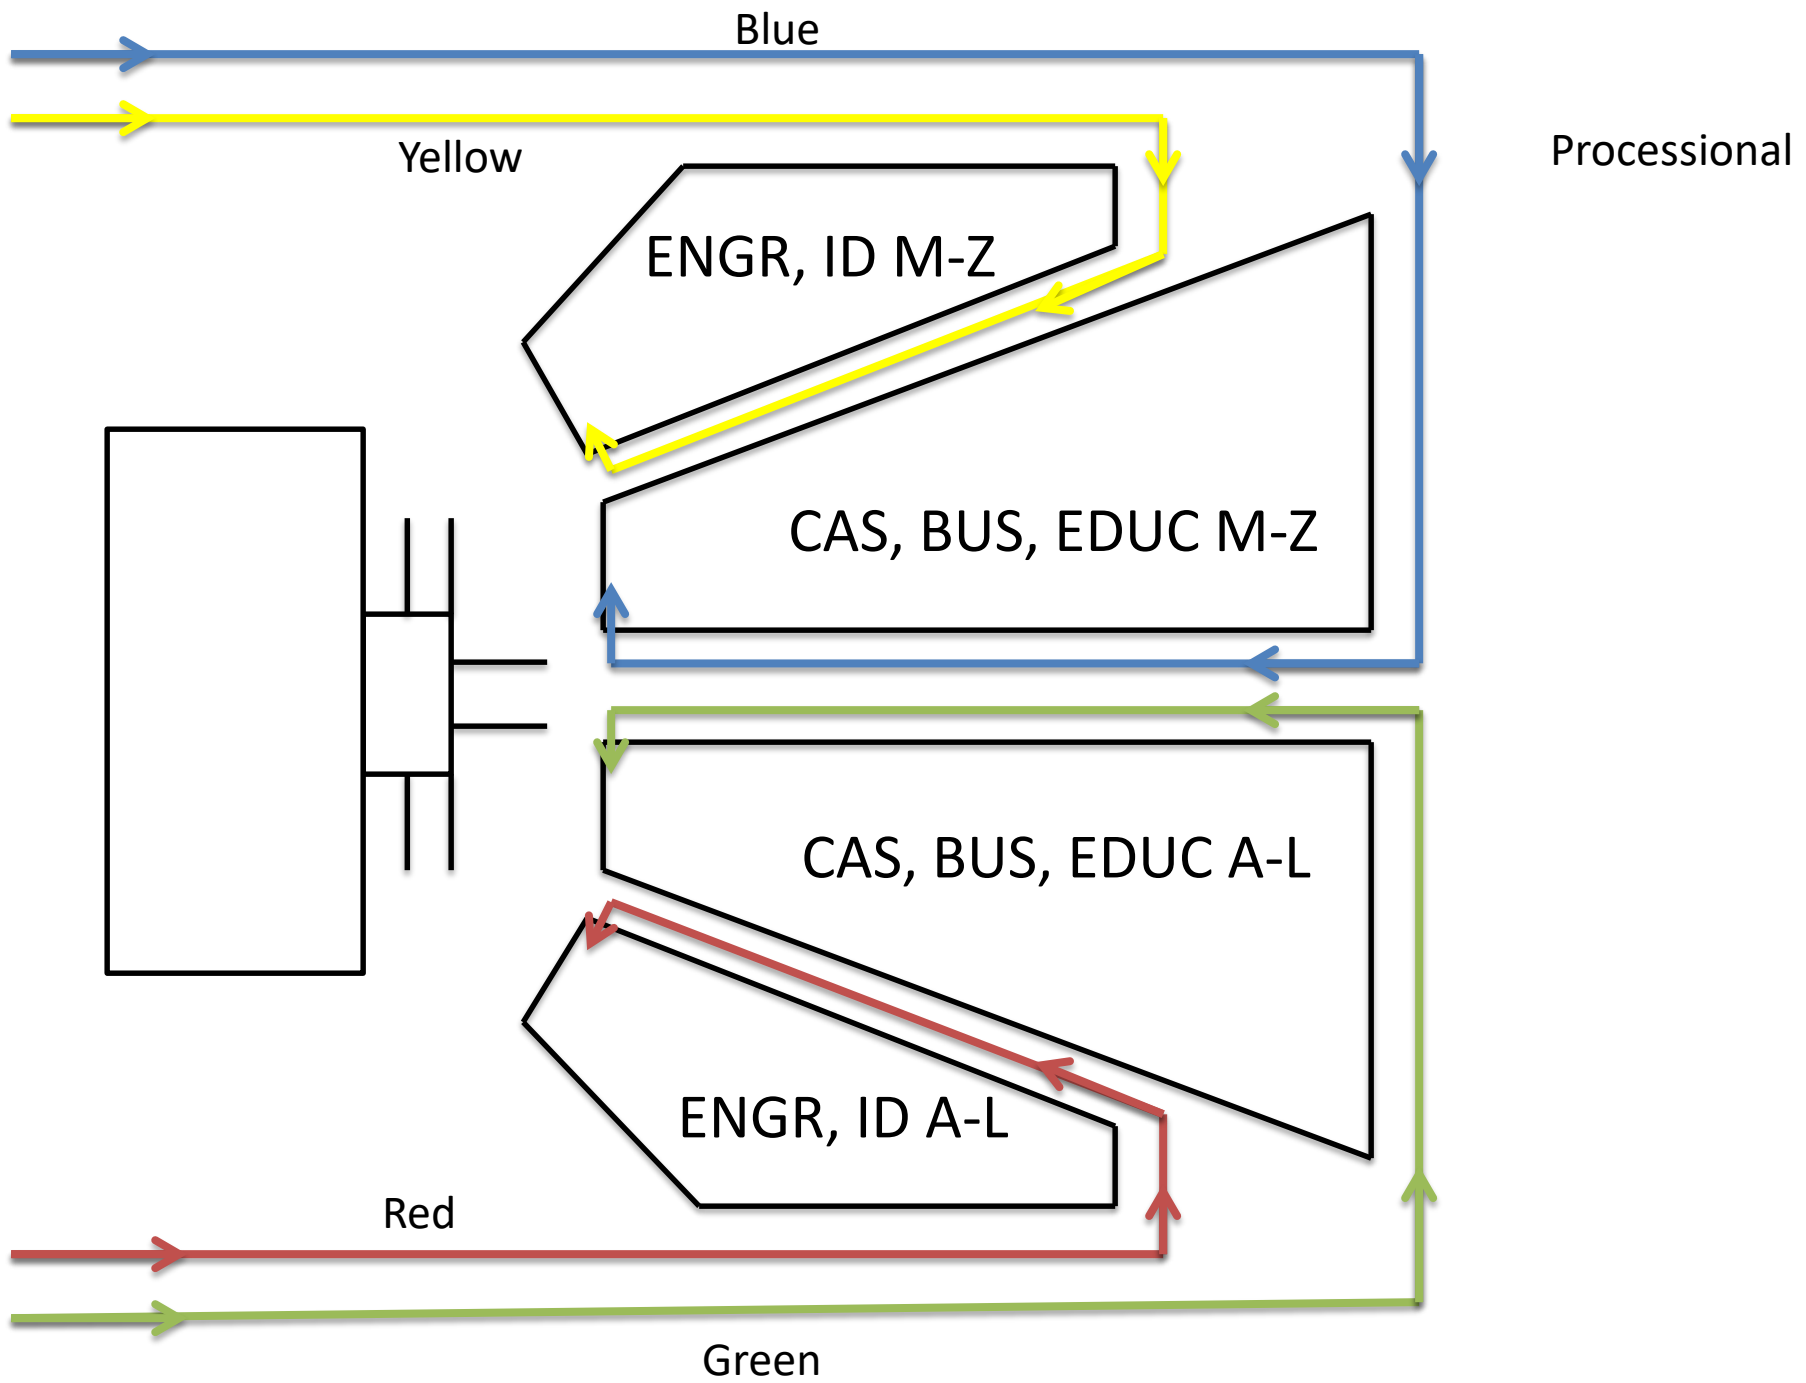 Blue
Yellow
Processional
ENGR, ID M-Z
CAS, BUS, EDUC M-Z
CAS, BUS, EDUC A-L
ENGR, ID A-L
Red
Green